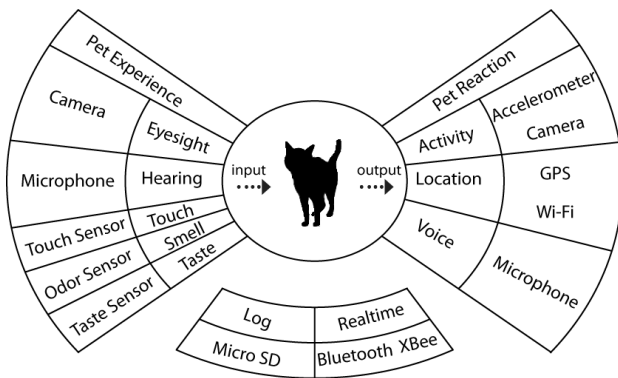 Pet Experience
Camera
Eyesight
Microphone
Hearing
Touch Sensor
Touch
Odor Sensor
Smell
Taste Sensor
Taste
input
output
Pet Reaction
Activity
Accelerometer
Camera
Location
GPS
Wi-Fi
Voice
Microphone
Log
Realtime
Micro SD
Bluetooth XBee